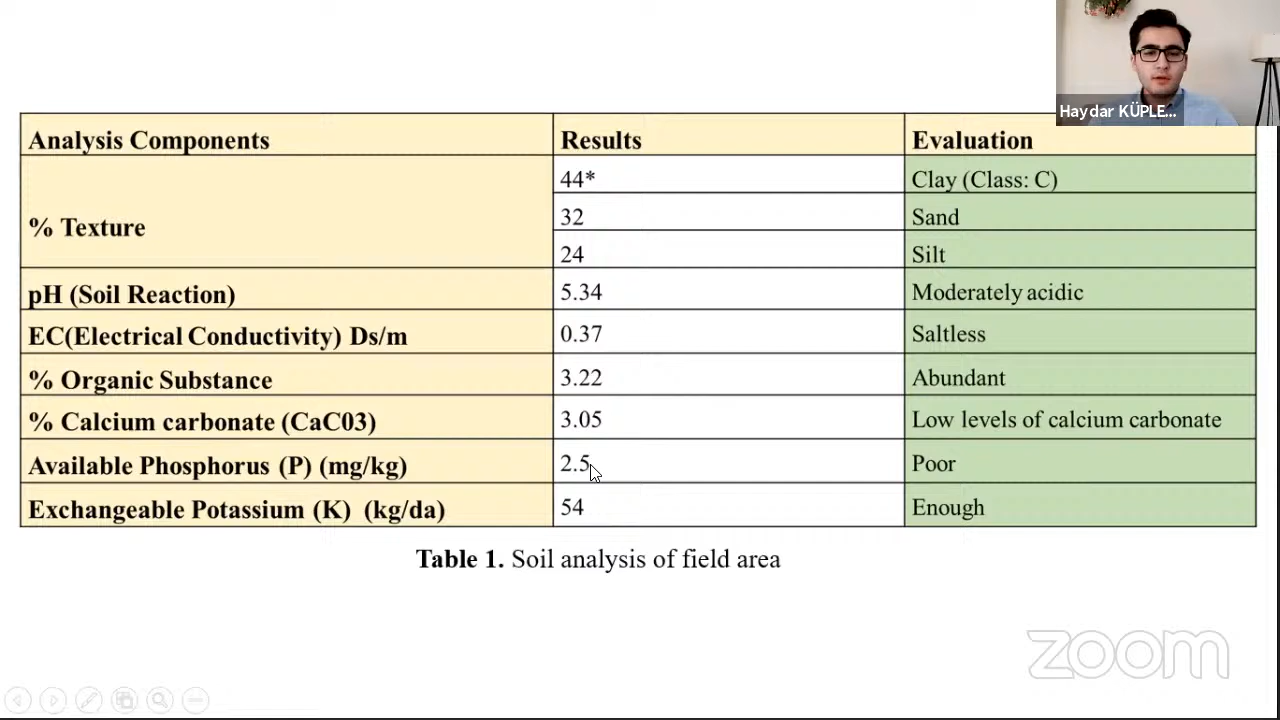 Haydar KÜPLE...
Analysis Components Results Evaluation
% Texture
44* Clay (Class: C)
32 Sand
24 Silt
pH (Soil Reaction) 5.34 Moderately acidic
EC(Electrical Conductivity) Ds/m 0.37 Saltless
% Organic Substance 3.22 Abundant
% Calcium carbonate (CaC03) 3.05 Low levels of calcium carbonate
Available Phosphorus (P) (mg/kg) 2.5 Poor
Exchangeable Potassium (K) (kg/da) 54 Enough
Table 1. Soil analysis of field area
zoom